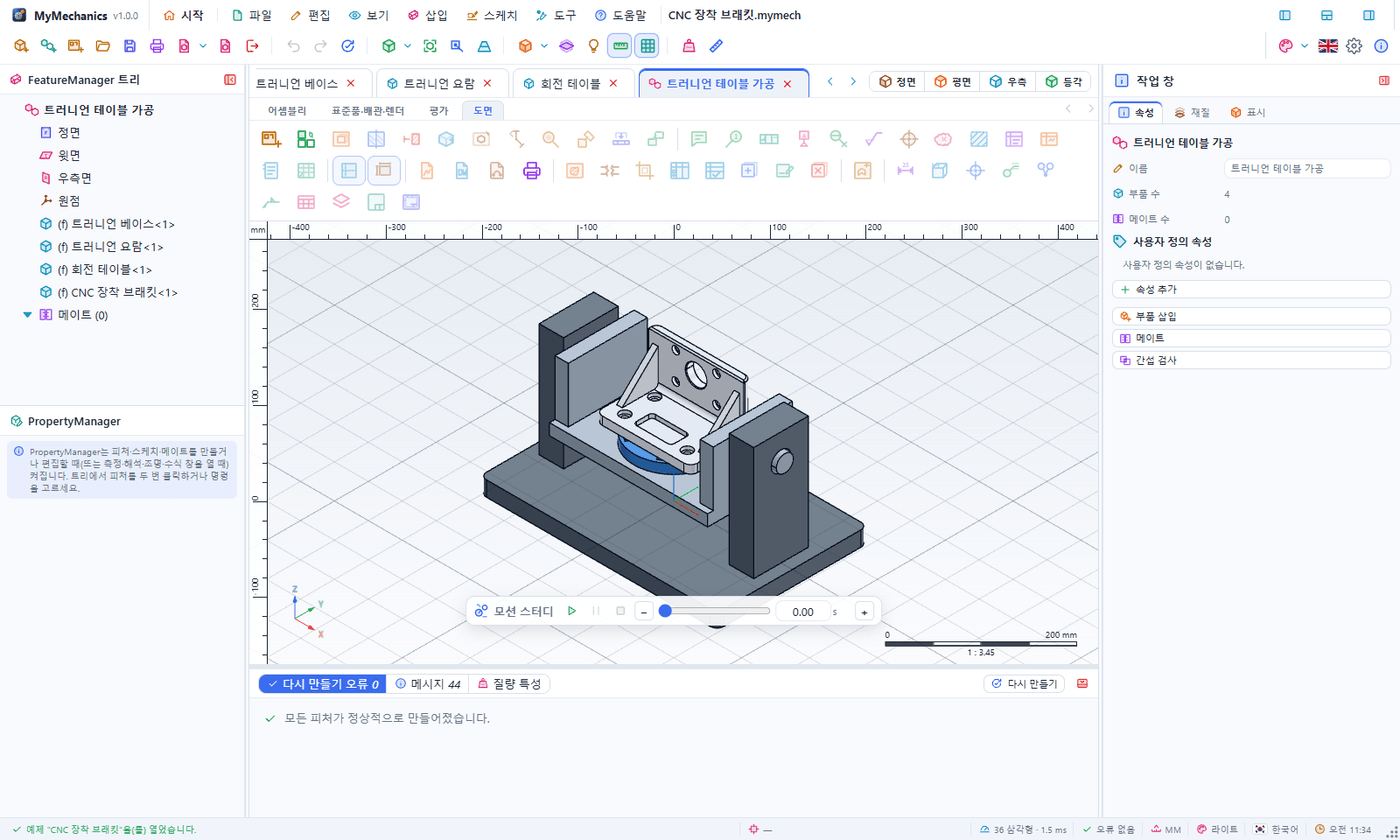 MyMechanics v1.0.0 시작 파일 편집 보기 삽입 스케치 도구 도움말 CNC 장착 브래킷.mymech
FeatureManager 트리
트러니언 테이블 가공
정면
윗면
우측면
원점
(f) 트러니언 베이스<1>
(f) 트러니언 요람<1>
(f) 회전 테이블<1>
(f) CNC 장착 브래킷<1>
메이트 (0)
PropertyManager
PropertyManager는 피처·스케치·메이트를 만들거
나 편집할 때(또는 측정·해석·조명·수식 창을 열 때)
켜집니다. 트리에서 피처를 두 번 클릭하거나 명령
을 고르세요.
트러니언 베이스 트러니언 요람 회전 테이블 트러니언 테이블 가공 정면 평면 우측 등각
어셈블리 표준품·배관·렌더 평가 도면
mm -400 -300 -200 -100 0 100 200 300 400
200
100
0
-100
Z
Y
X
모션 스터디 0.00 s
0 200 mm
1 : 3.45
다시 만들기 오류 0 메시지 44 질량 특성 다시 만들기
모든 피처가 정상적으로 만들어졌습니다.
작업 창
속성 재질 표시
트러니언 테이블 가공
이름 트러니언 테이블 가공
부품 수 4
메이트 수 0
사용자 정의 속성
사용자 정의 속성이 없습니다.
속성 추가
부품 삽입
메이트
간섭 검사
예제 "CNC 장착 브래킷"을(를) 열었습니다. — 36 삼각형 · 1.5 ms 오류 없음 MM 라이트 한국어 오전 11:34